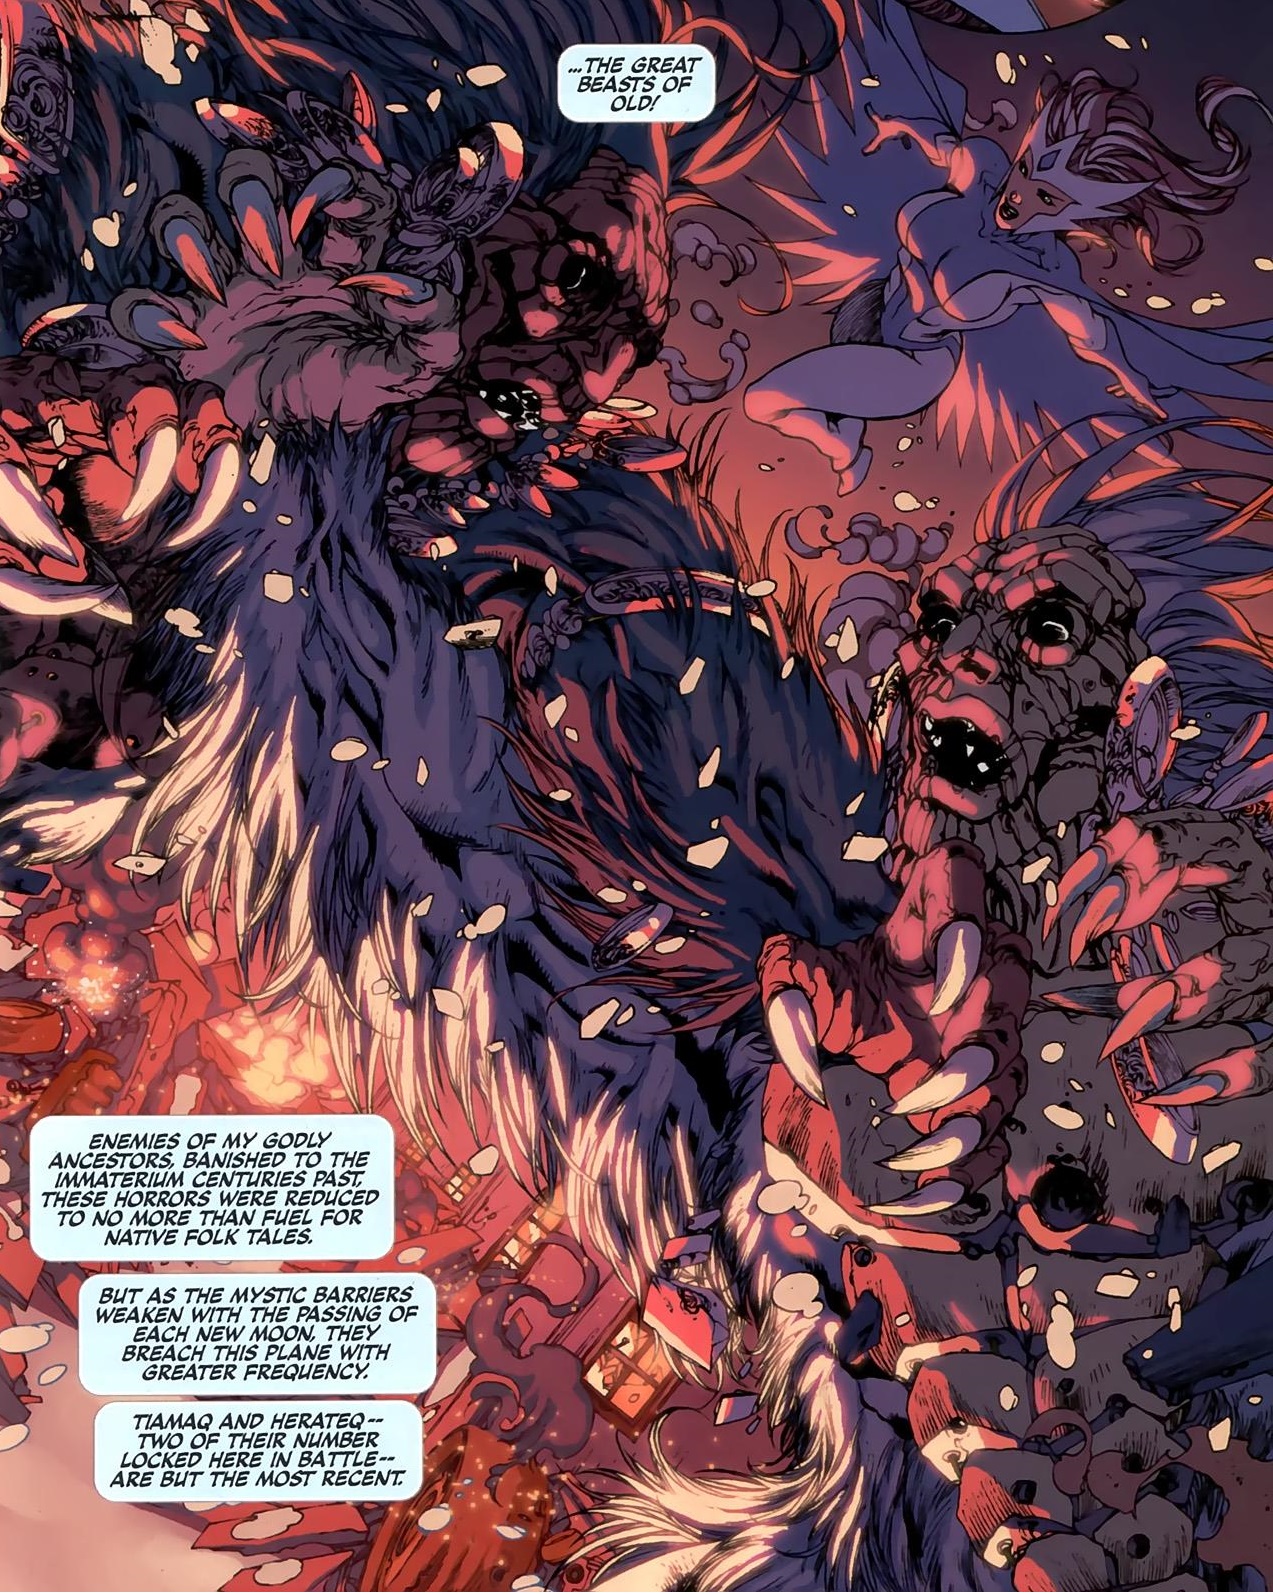 ...THE GREAT
BEASTS OF
OLD!
ENEMIES OF MY GODLY
ANCESTORS, BANISHED TO THE
IMMATERIUM CENTURIES PAST,
THESE HORRORS WERE REDUCED
TO NO MORE THAN FUEL FOR
NATIVE FOLK TALES.
BUT AS THE MYSTIC BARRIERS
WEAKEN WITH THE PASSING OF
EACH NEW MOON, THEY
BREACH THIS PLANE WITH
GREATER FREQUENCY.
TIAMAQ AND HERATEQ--
TWO OF THEIR NUMBER
LOCKED HERE IN BATTLE--
ARE BUT THE MOST RECENT.